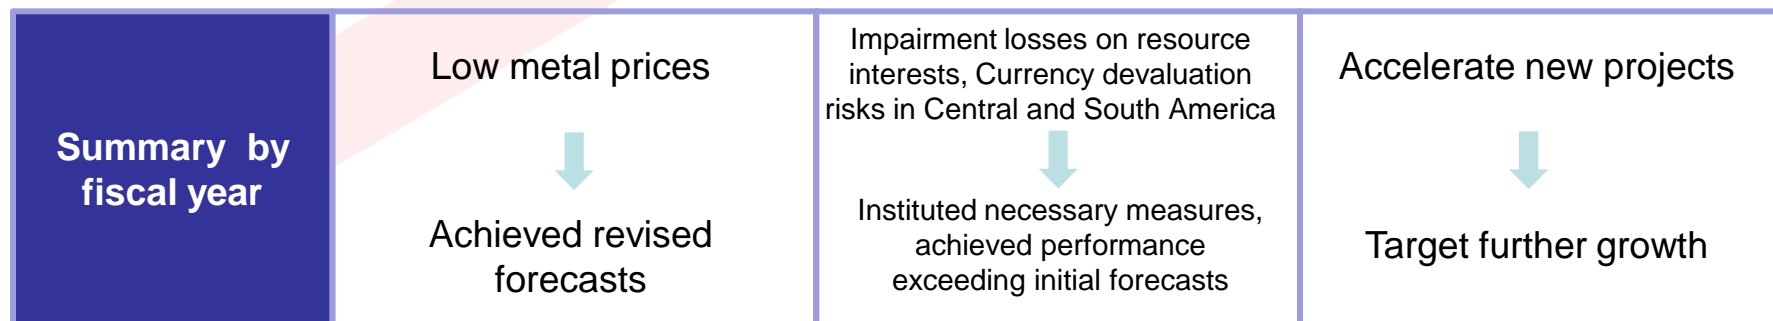 Summary by
fiscal year
Low metal prices
Achieved revised
forecasts
Impairment losses on resource
interests, Currency devaluation
risks in Central and South America
Instituted necessary measures,
achieved performance
exceeding initial forecasts
Accelerate new projects
Target further growth